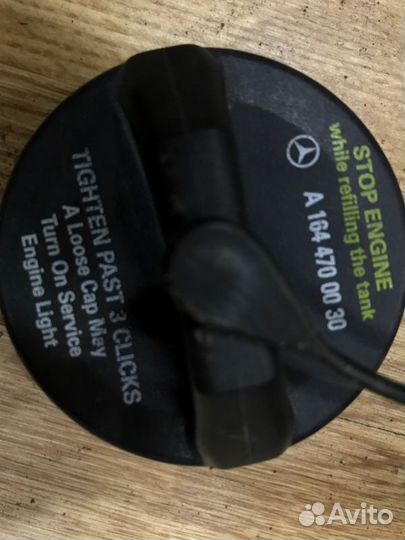 STOP ENGINE
while refilling the tank
A 164 470 00 30
TIGHTEN PAST 3 CLICKS
A Loose Cap May
Turn On Service
Engine Light
Avito